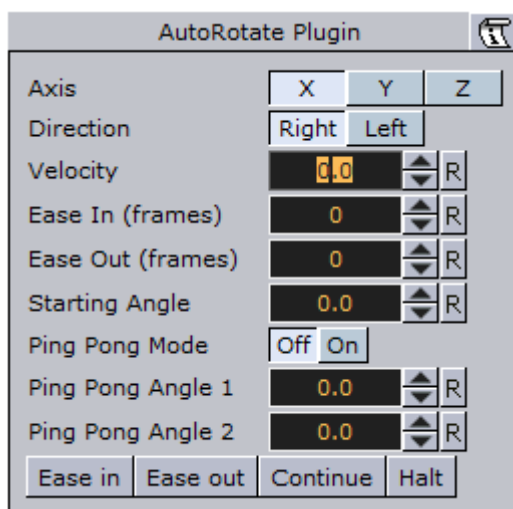 AutoRotate Plugin
Axis X Y Z
Direction Right Left
Velocity 0.0 R
Ease In (frames) 0 R
Ease Out (frames) 0 R
Starting Angle 0.0 R
Ping Pong Mode Off On
Ping Pong Angle 1 0.0 R
Ping Pong Angle 2 0.0 R
Ease in Ease out Continue Halt